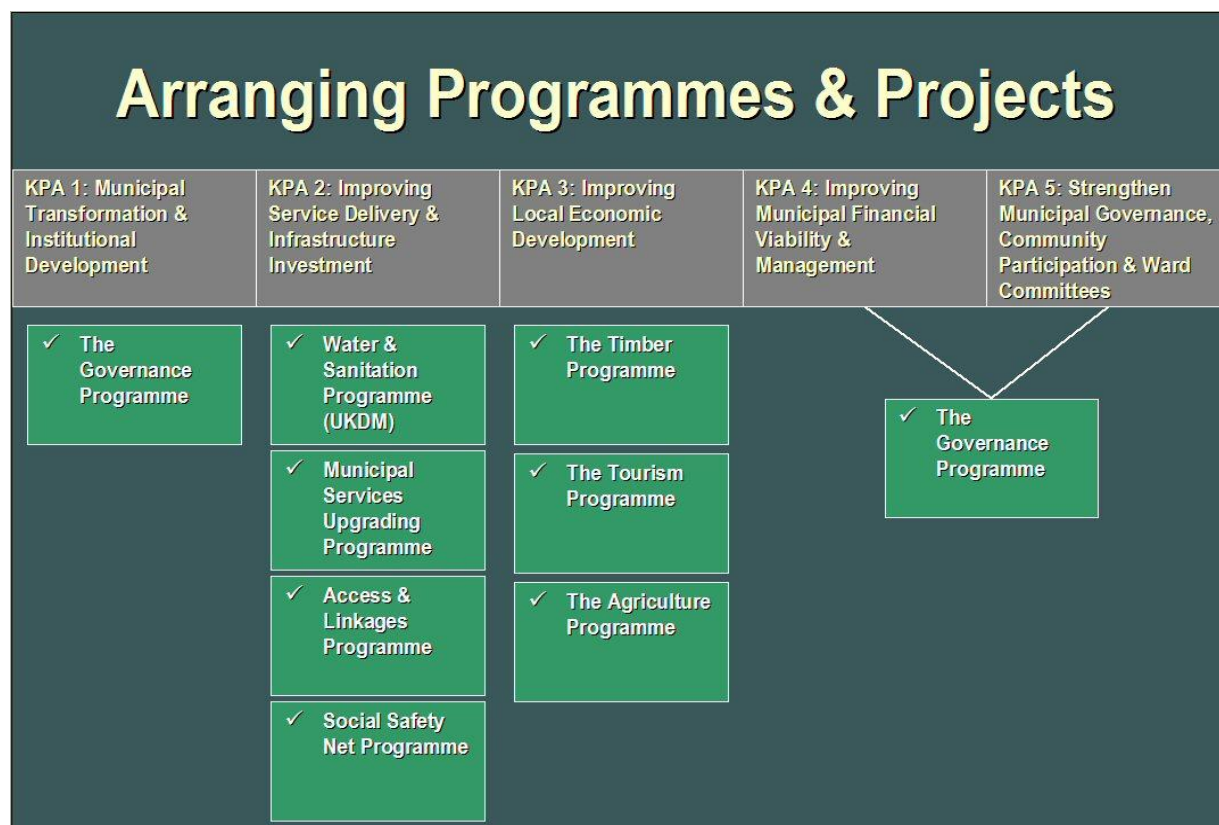 Arranging Programmes & Projects
KPA 1: Municipal
Transformation &
Institutional
Development
KPA 2: Improving
Service Delivery &
Infrastructure
Investment
KPA 3: Improving
Local Economic
Development
KPA 4: Improving
Municipal Financial
Viability &
Management
KPA 5: Strengthen
Municipal Governance,
Community
Participation & Ward
Committees
✓ The
Governance
Programme
✓ Water &
Sanitation
Programme
(UKDM)
✓ Municipal
Services
Upgrading
Programme
✓ Access &
Linkages
Programme
✓ Social Safety
Net Programme
✓ The Timber
Programme
✓ The Tourism
Programme
✓ The Agriculture
Programme
✓ The
Governance
Programme